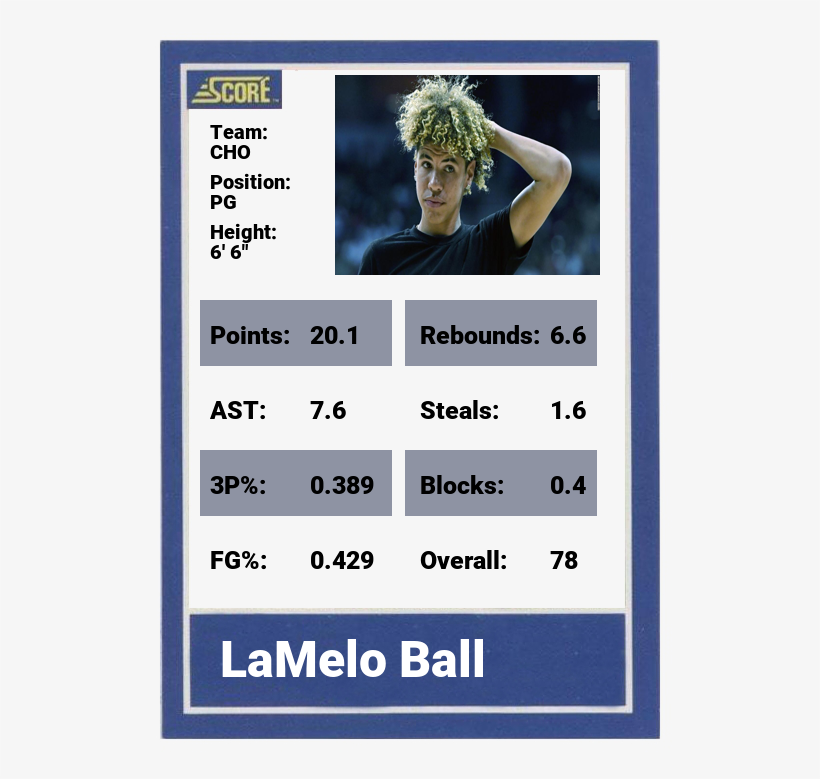 SCORE™
Team:
CHO
Position:
PG
Height:
6' 6"
Points: 20.1 Rebounds: 6.6
AST: 7.6 Steals: 1.6
3P%: 0.389 Blocks: 0.4
FG%: 0.429 Overall: 78
LaMelo Ball